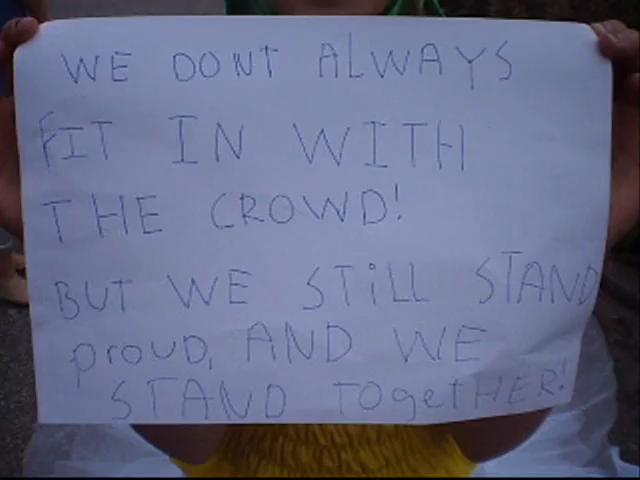 WE DONT ALWAYS
FIT IN WITH
THE CROWD!
BUT WE STiLL STAND
prouD, AND WE
STAND TogetHER!